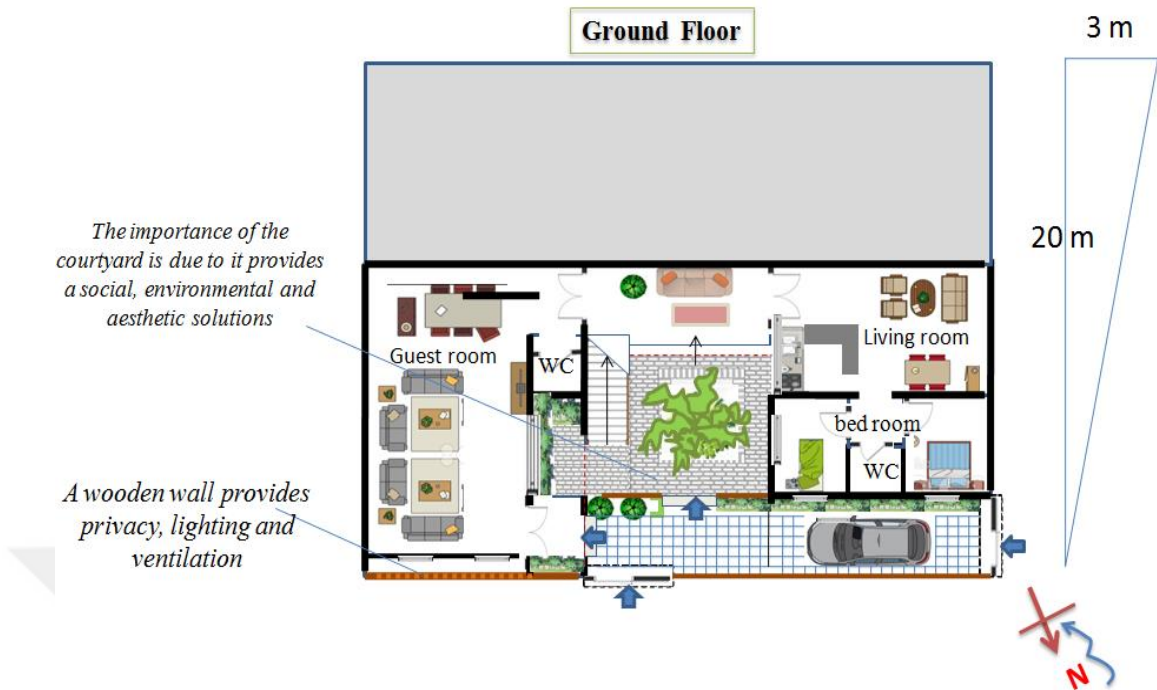 Ground Floor
3 m
20 m
The importance of the
courtyard is due to it provides
a social, environmental and
aesthetic solutions
Living room
Guest room
WC
bed room
WC
A wooden wall provides
privacy, lighting and
ventilation
N